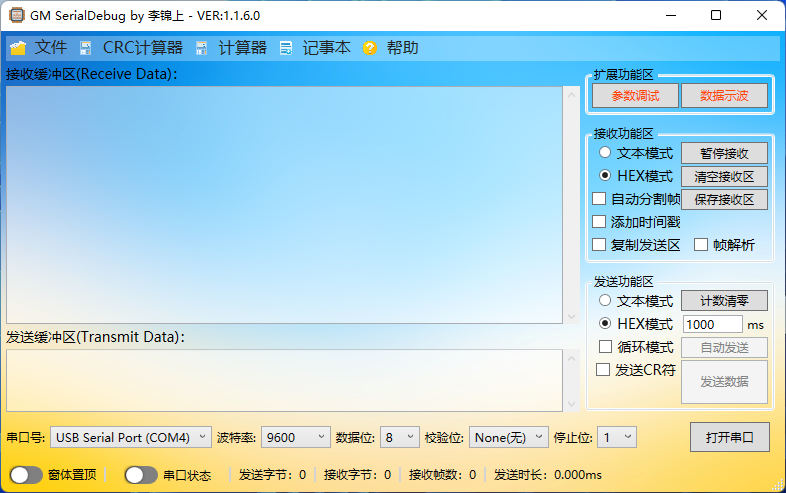 GM SerialDebug by 李锦上 - VER:1.1.6.0
文件 CRC计算器 计算器 记事本 帮助
接收缓冲区(Receive Data):
扩展功能区
参数调试 数据示波
接收功能区
文本模式 暂停接收
HEX模式 清空接收区
自动分割帧 保存接收区
添加时间戳
复制发送区 帧解析
发送缓冲区(Transmit Data):
发送功能区
文本模式 计数清零
HEX模式 1000 ms
循环模式 自动发送
发送CR符 发送数据
串口号: USB Serial Port (COM4) 波特率: 9600 数据位: 8 校验位: None(无) 停止位: 1 打开串口
窗体置顶 串口状态 发送字节: 0 接收字节: 0 接收帧数: 0 发送时长: 0.000ms